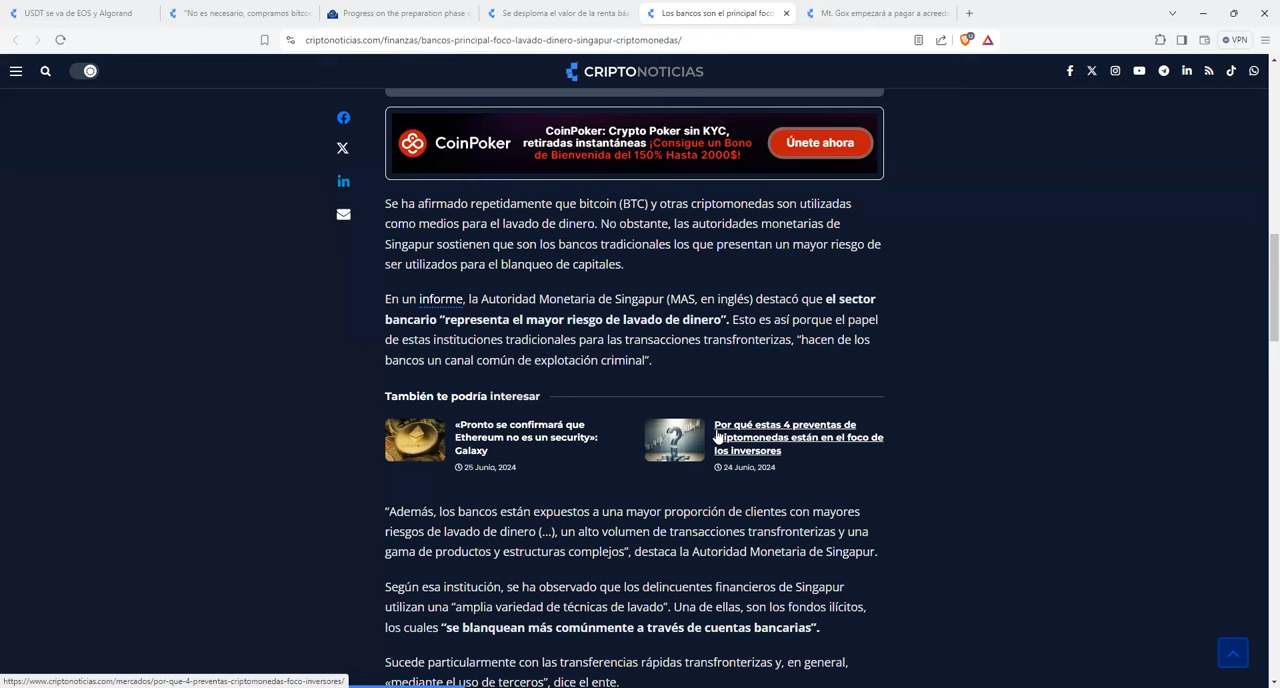 USDT se va de EOS y Algorand
"No es necesario, compramos bitcoi
Progress on the preparation phase o
Se desploma el valor de la renta bás
Los bancos son el principal foco
Mt. Gox empezará a pagar a acreed
criptonoticias.com/finanzas/bancos-principal-foco-lavado-dinero-singapur-criptomonedas/
VPN
CRIPTONOTICIAS
CoinPoker
CoinPoker: Crypto Poker sin KYC,
retiradas instantáneas ¡Consigue un Bono
de Bienvenida del 150% Hasta 2000$!
Únete ahora
Se ha afirmado repetidamente que bitcoin (BTC) y otras criptomonedas son utilizadas
como medios para el lavado de dinero. No obstante, las autoridades monetarias de
Singapur sostienen que son los bancos tradicionales los que presentan un mayor riesgo de
ser utilizados para el blanqueo de capitales.
En un informe, la Autoridad Monetaria de Singapur (MAS, en inglés) destacó que el sector
bancario “representa el mayor riesgo de lavado de dinero”. Esto es así porque el papel
de estas instituciones tradicionales para las transacciones transfronterizas, “hacen de los
bancos un canal común de explotación criminal”.
También te podría interesar
«Pronto se confirmará que
Ethereum no es un security»:
Galaxy
25 Junio, 2024
Por qué estas 4 preventas de
criptomonedas están en el foco de
los inversores
24 Junio, 2024
“Además, los bancos están expuestos a una mayor proporción de clientes con mayores
riesgos de lavado de dinero (…), un alto volumen de transacciones transfronterizas y una
gama de productos y estructuras complejos”, destaca la Autoridad Monetaria de Singapur.
Según esa institución, se ha observado que los delincuentes financieros de Singapur
utilizan una “amplia variedad de técnicas de lavado”. Una de ellas, son los fondos ilícitos,
los cuales “se blanquean más comúnmente a través de cuentas bancarias”.
Sucede particularmente con las transferencias rápidas transfronterizas y, en general,
«mediante el uso de terceros”, dice el ente.
https://www.criptonoticias.com/mercados/por-que-4-preventas-criptomonedas-foco-inversores/